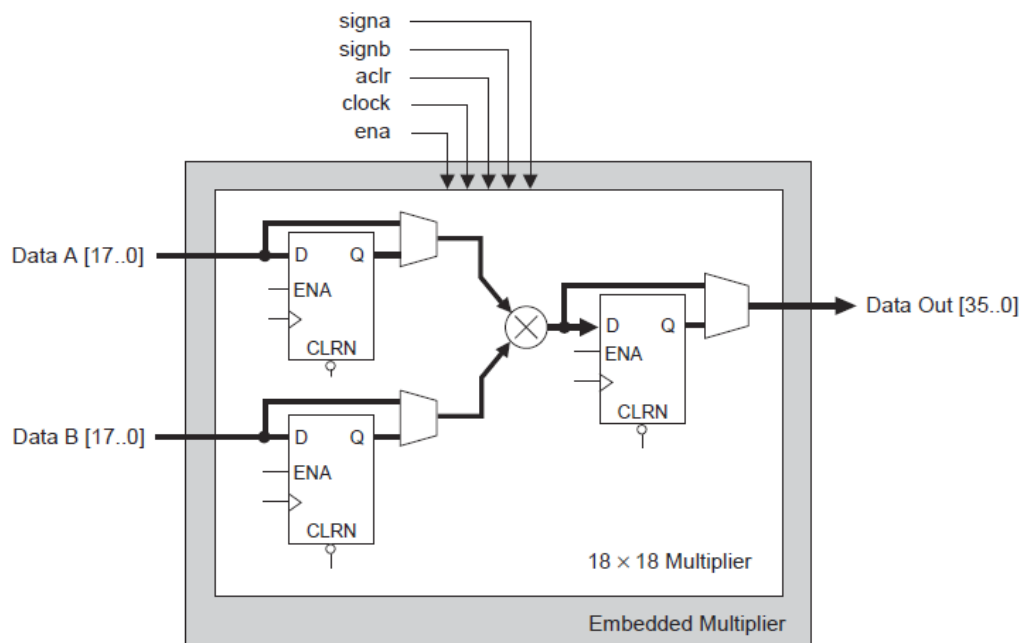 signa
signb
aclr
clock
ena
Data A [17..0]
D Q
ENA
CLRN
Data Out [35..0]
D Q
ENA
CLRN
Data B [17..0]
D Q
ENA
CLRN
18 × 18 Multiplier
Embedded Multiplier